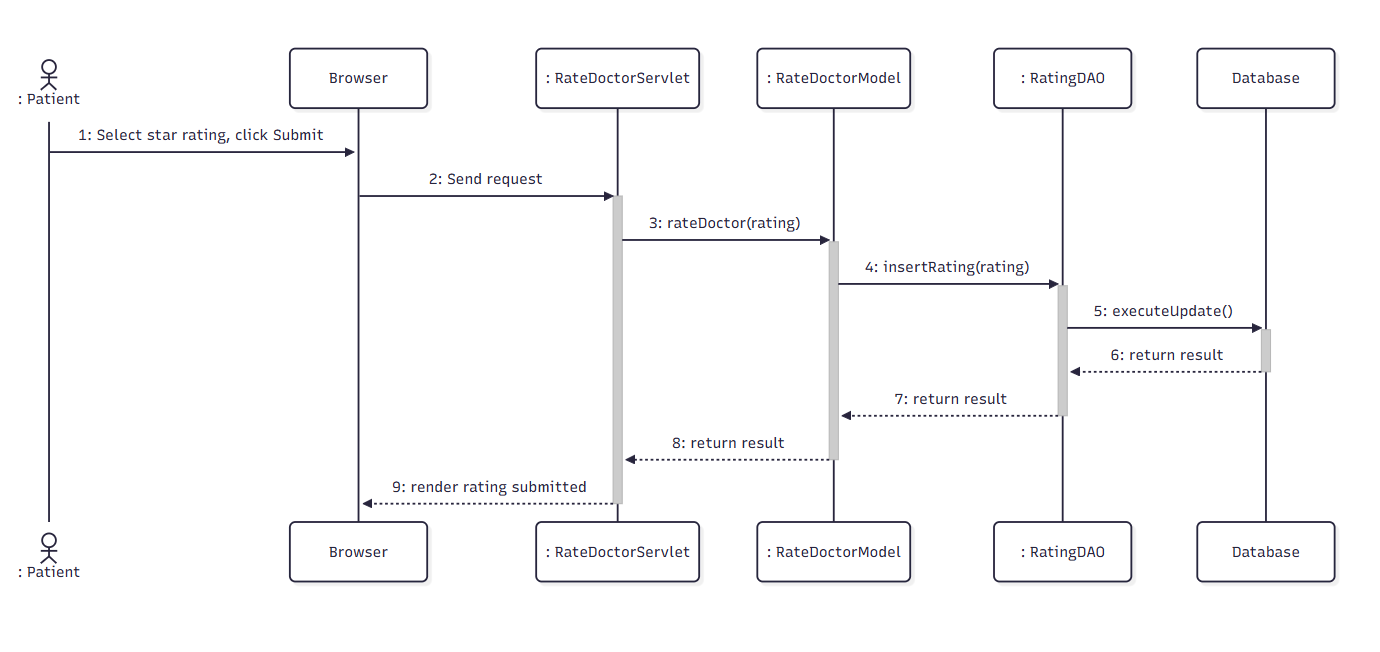 : Patient
Browser
: RateDoctorServlet
: RateDoctorModel
: RatingDAO
Database
1: Select star rating, click Submit
2: Send request
3: rateDoctor(rating)
4: insertRating(rating)
5: executeUpdate()
6: return result
7: return result
8: return result
9: render rating submitted
: Patient
Browser
: RateDoctorServlet
: RateDoctorModel
: RatingDAO
Database